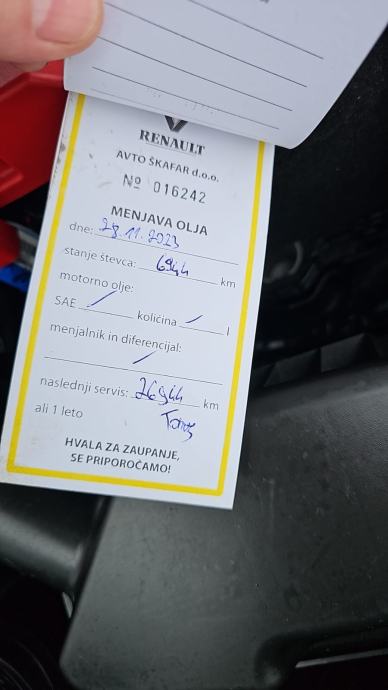 RENAULT
AVTO ŠKAFAR d.o.o.
№ 016242
MENJAVA OLJA
dne: 28.11.2023
stanje števca: 6944 km
motorno olje:
SAE / količina / l
menjalnik in diferencijal:
/
naslednji servis: 26944 km
ali 1 leto
HVALA ZA ZAUPANJE,
SE PRIPOROČAMO!